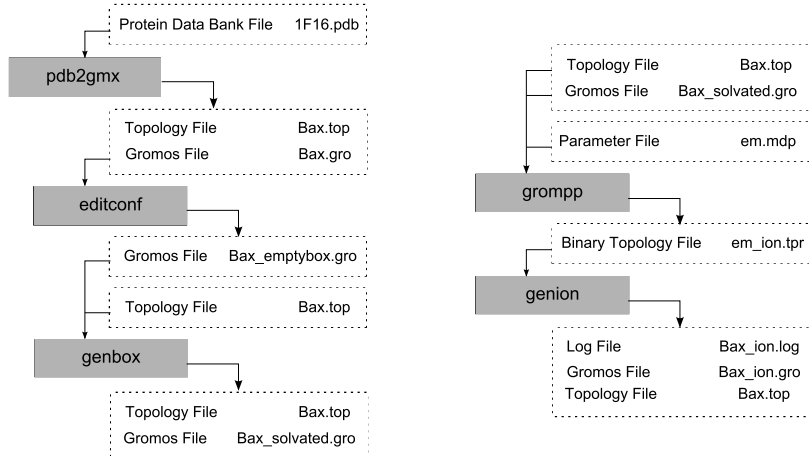 Protein Data Bank File 1F16.pdb
pdb2gmx
Topology File Bax.top
Gromos File Bax.gro
editconf
Gromos File Bax_emptybox.gro
Topology File Bax.top
genbox
Topology File Bax.top
Gromos File Bax_solvated.gro
Topology File Bax.top
Gromos File Bax_solvated.gro
Parameter File em.mdp
grompp
Binary Topology File em_ion.tpr
genion
Log File Bax_ion.log
Gromos File Bax_ion.gro
Topology File Bax.top